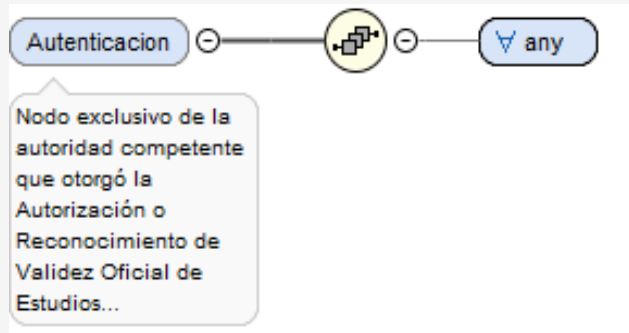 Autenticacion
∀ any
Nodo exclusivo de la
autoridad competente
que otorgó la
Autorización o
Reconocimiento de
Validez Oficial de
Estudios...